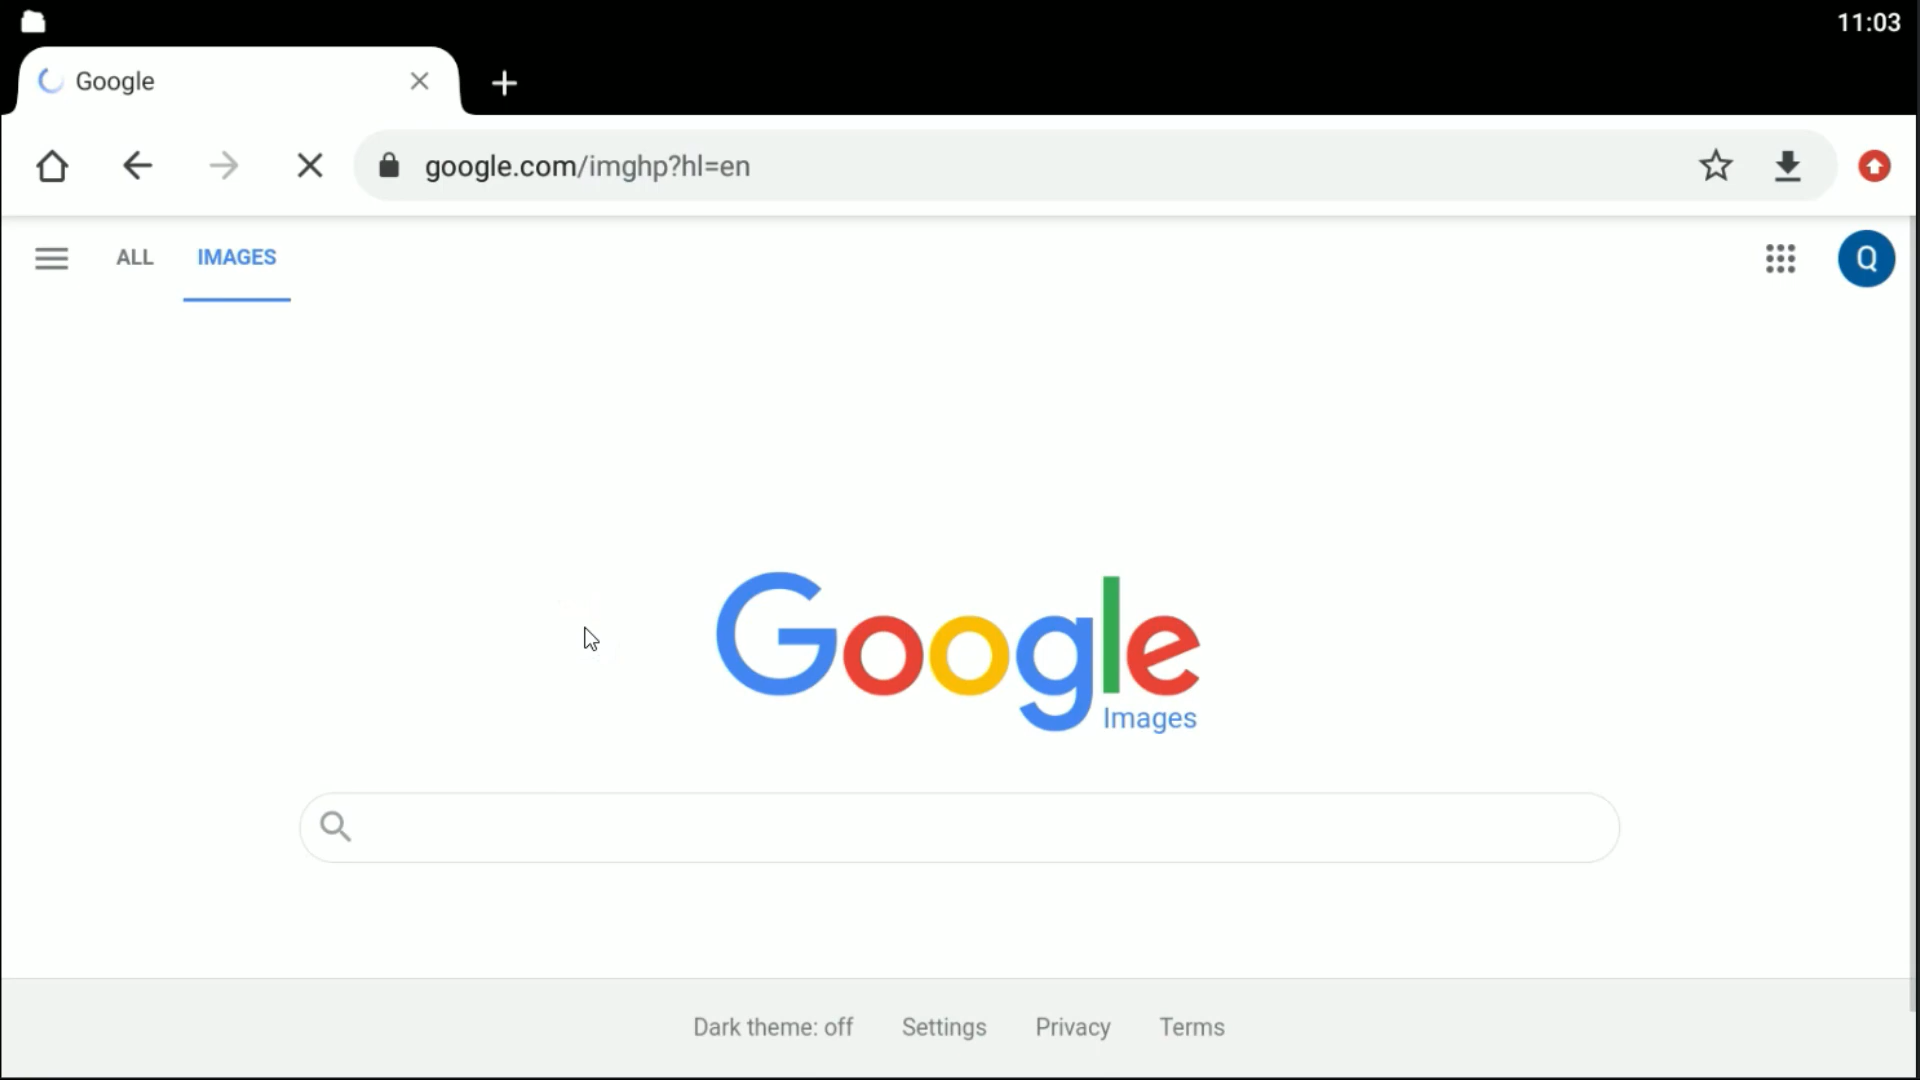 11:03
Google
google.com/imghp?hl=en
ALL IMAGES
Q
Google
Images
Dark theme: off Settings Privacy Terms